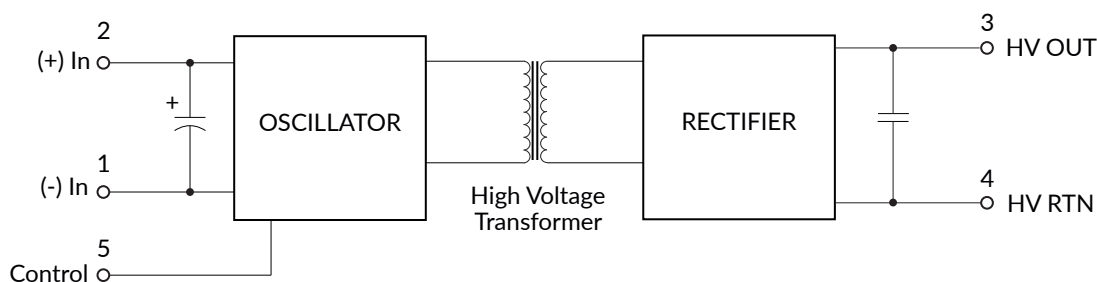 2
(+) In
+
1
(-) In
5
Control
OSCILLATOR
High Voltage
Transformer
RECTIFIER
3
HV OUT
4
HV RTN